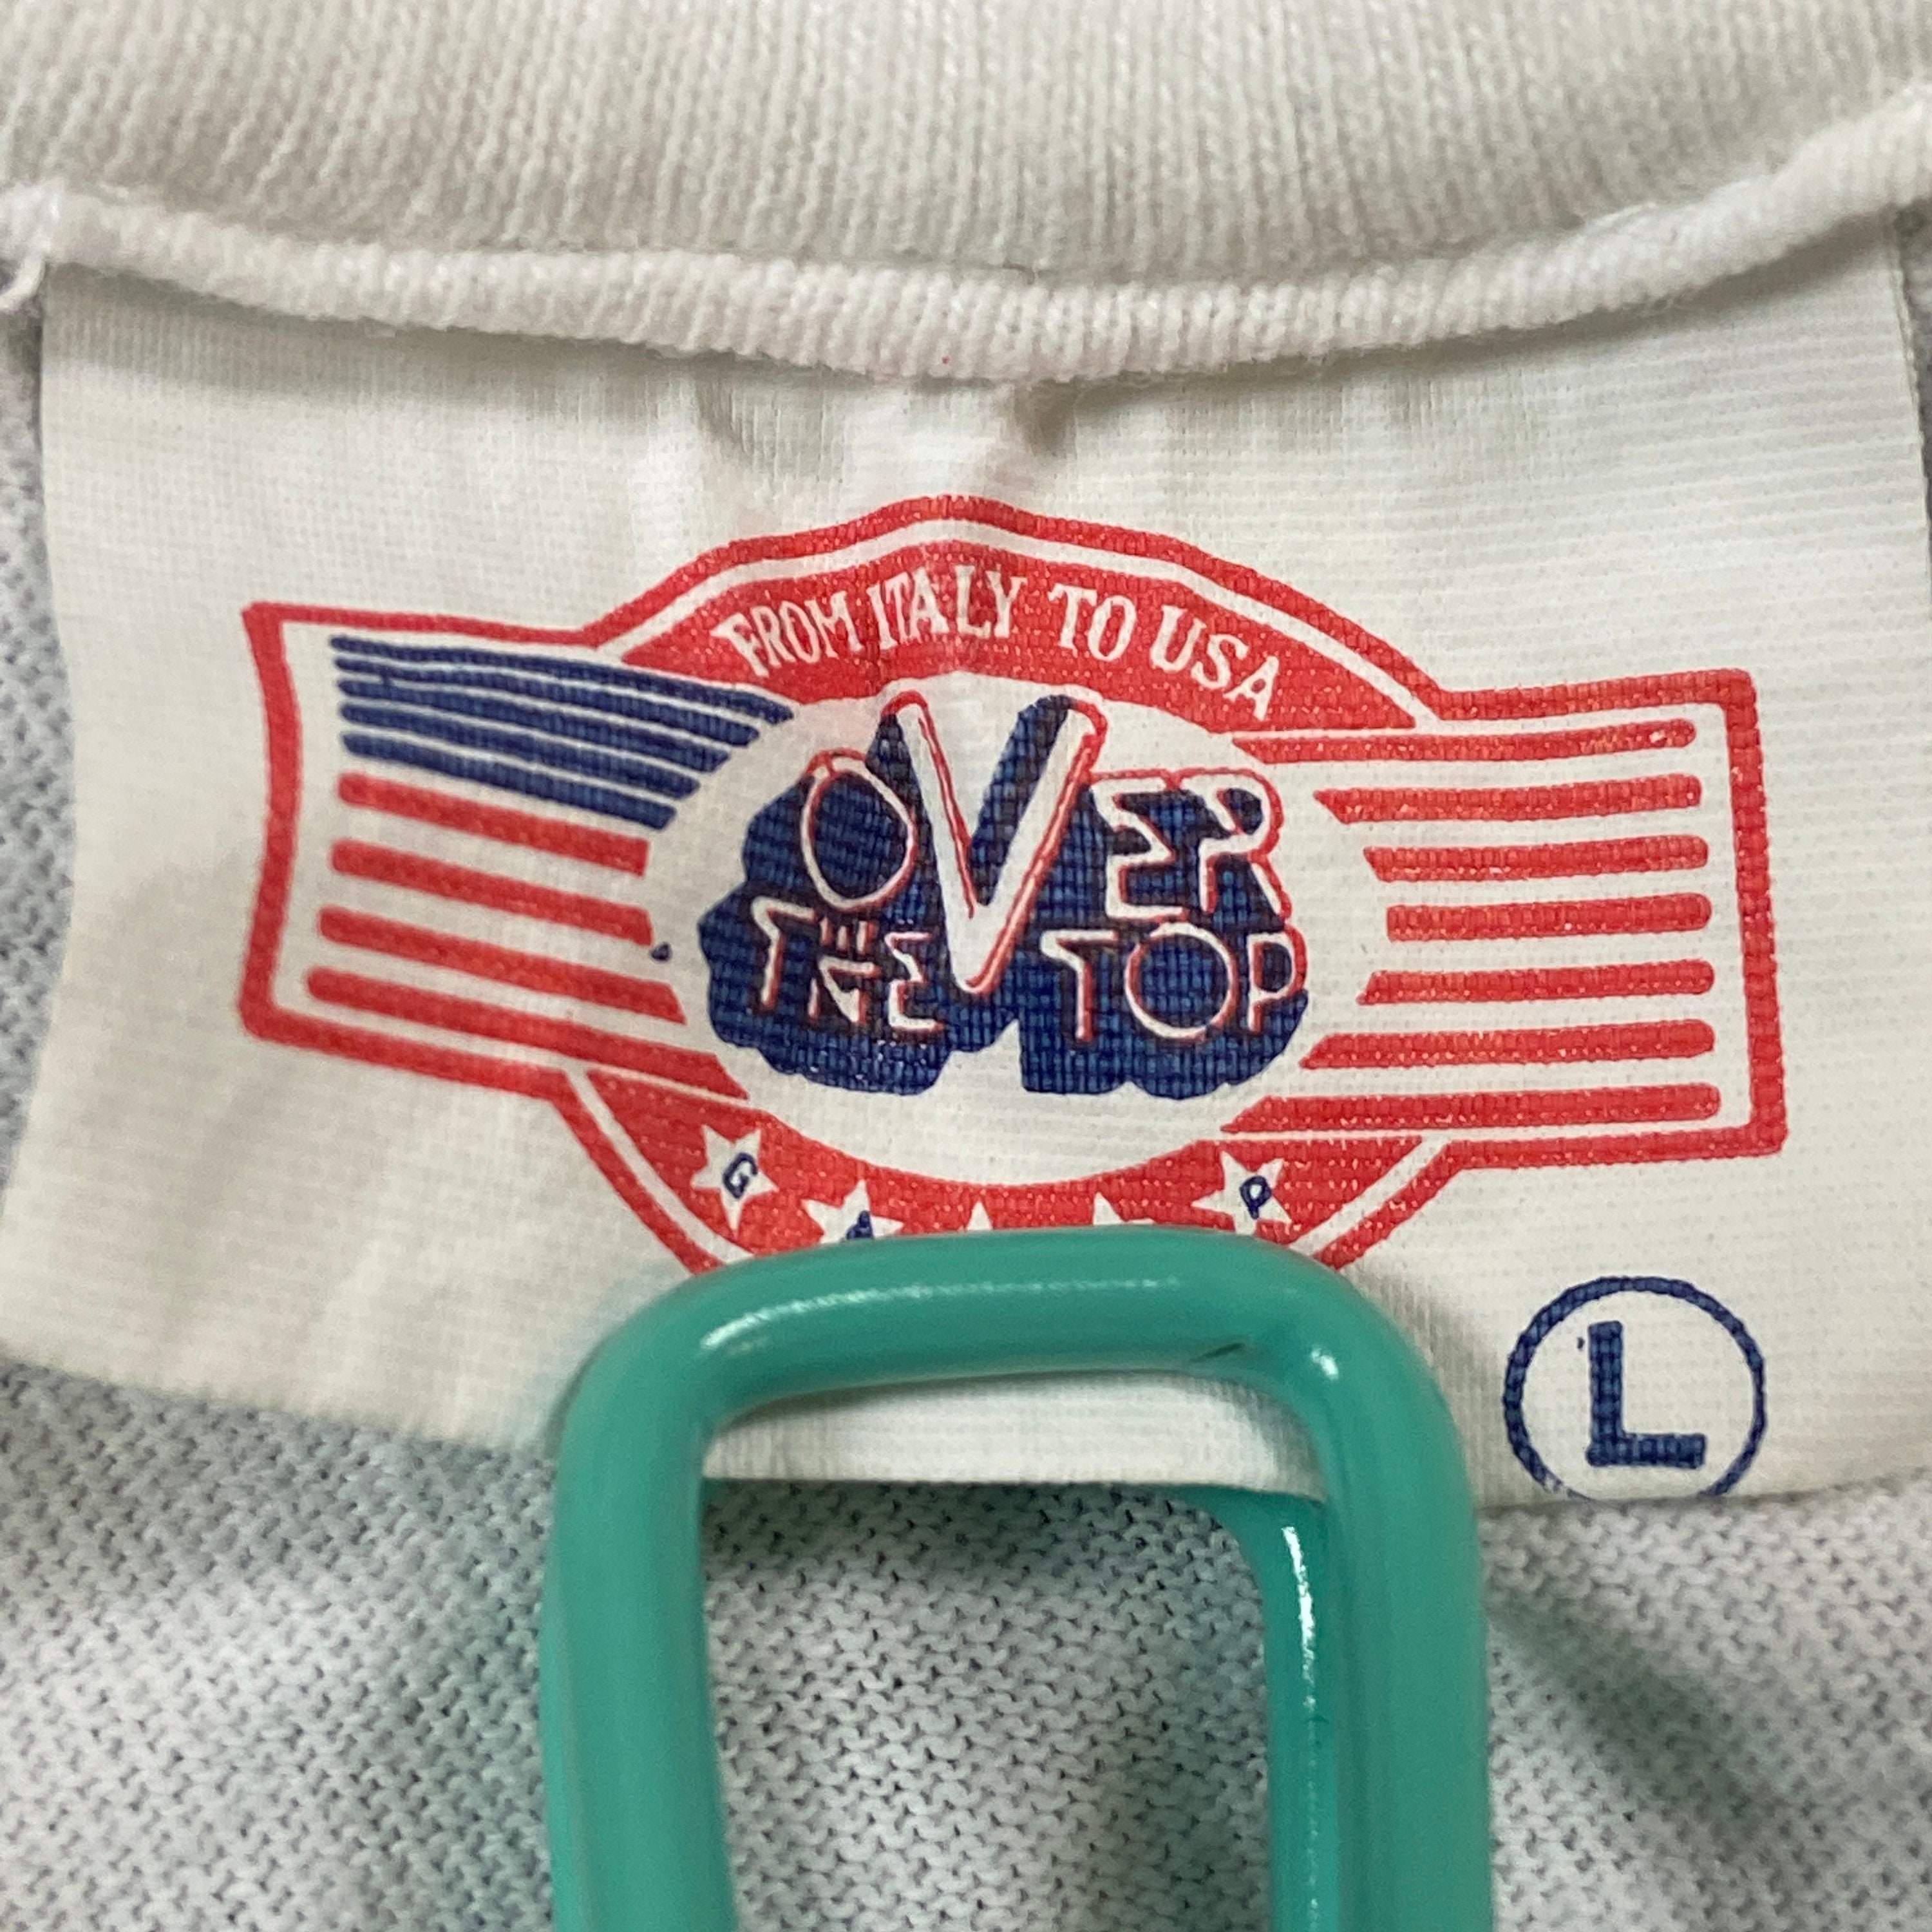 FROM ITALY TO USA
OVER
THE TOP
G P
L